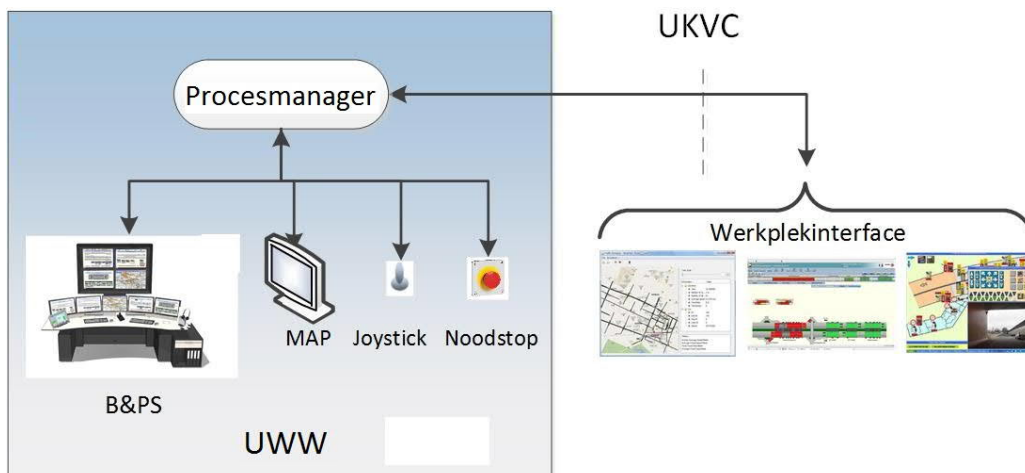 UKVC
Procesmanager
Werkplekinterface
MAP
Joystick
Noodstop
B&PS
UWW